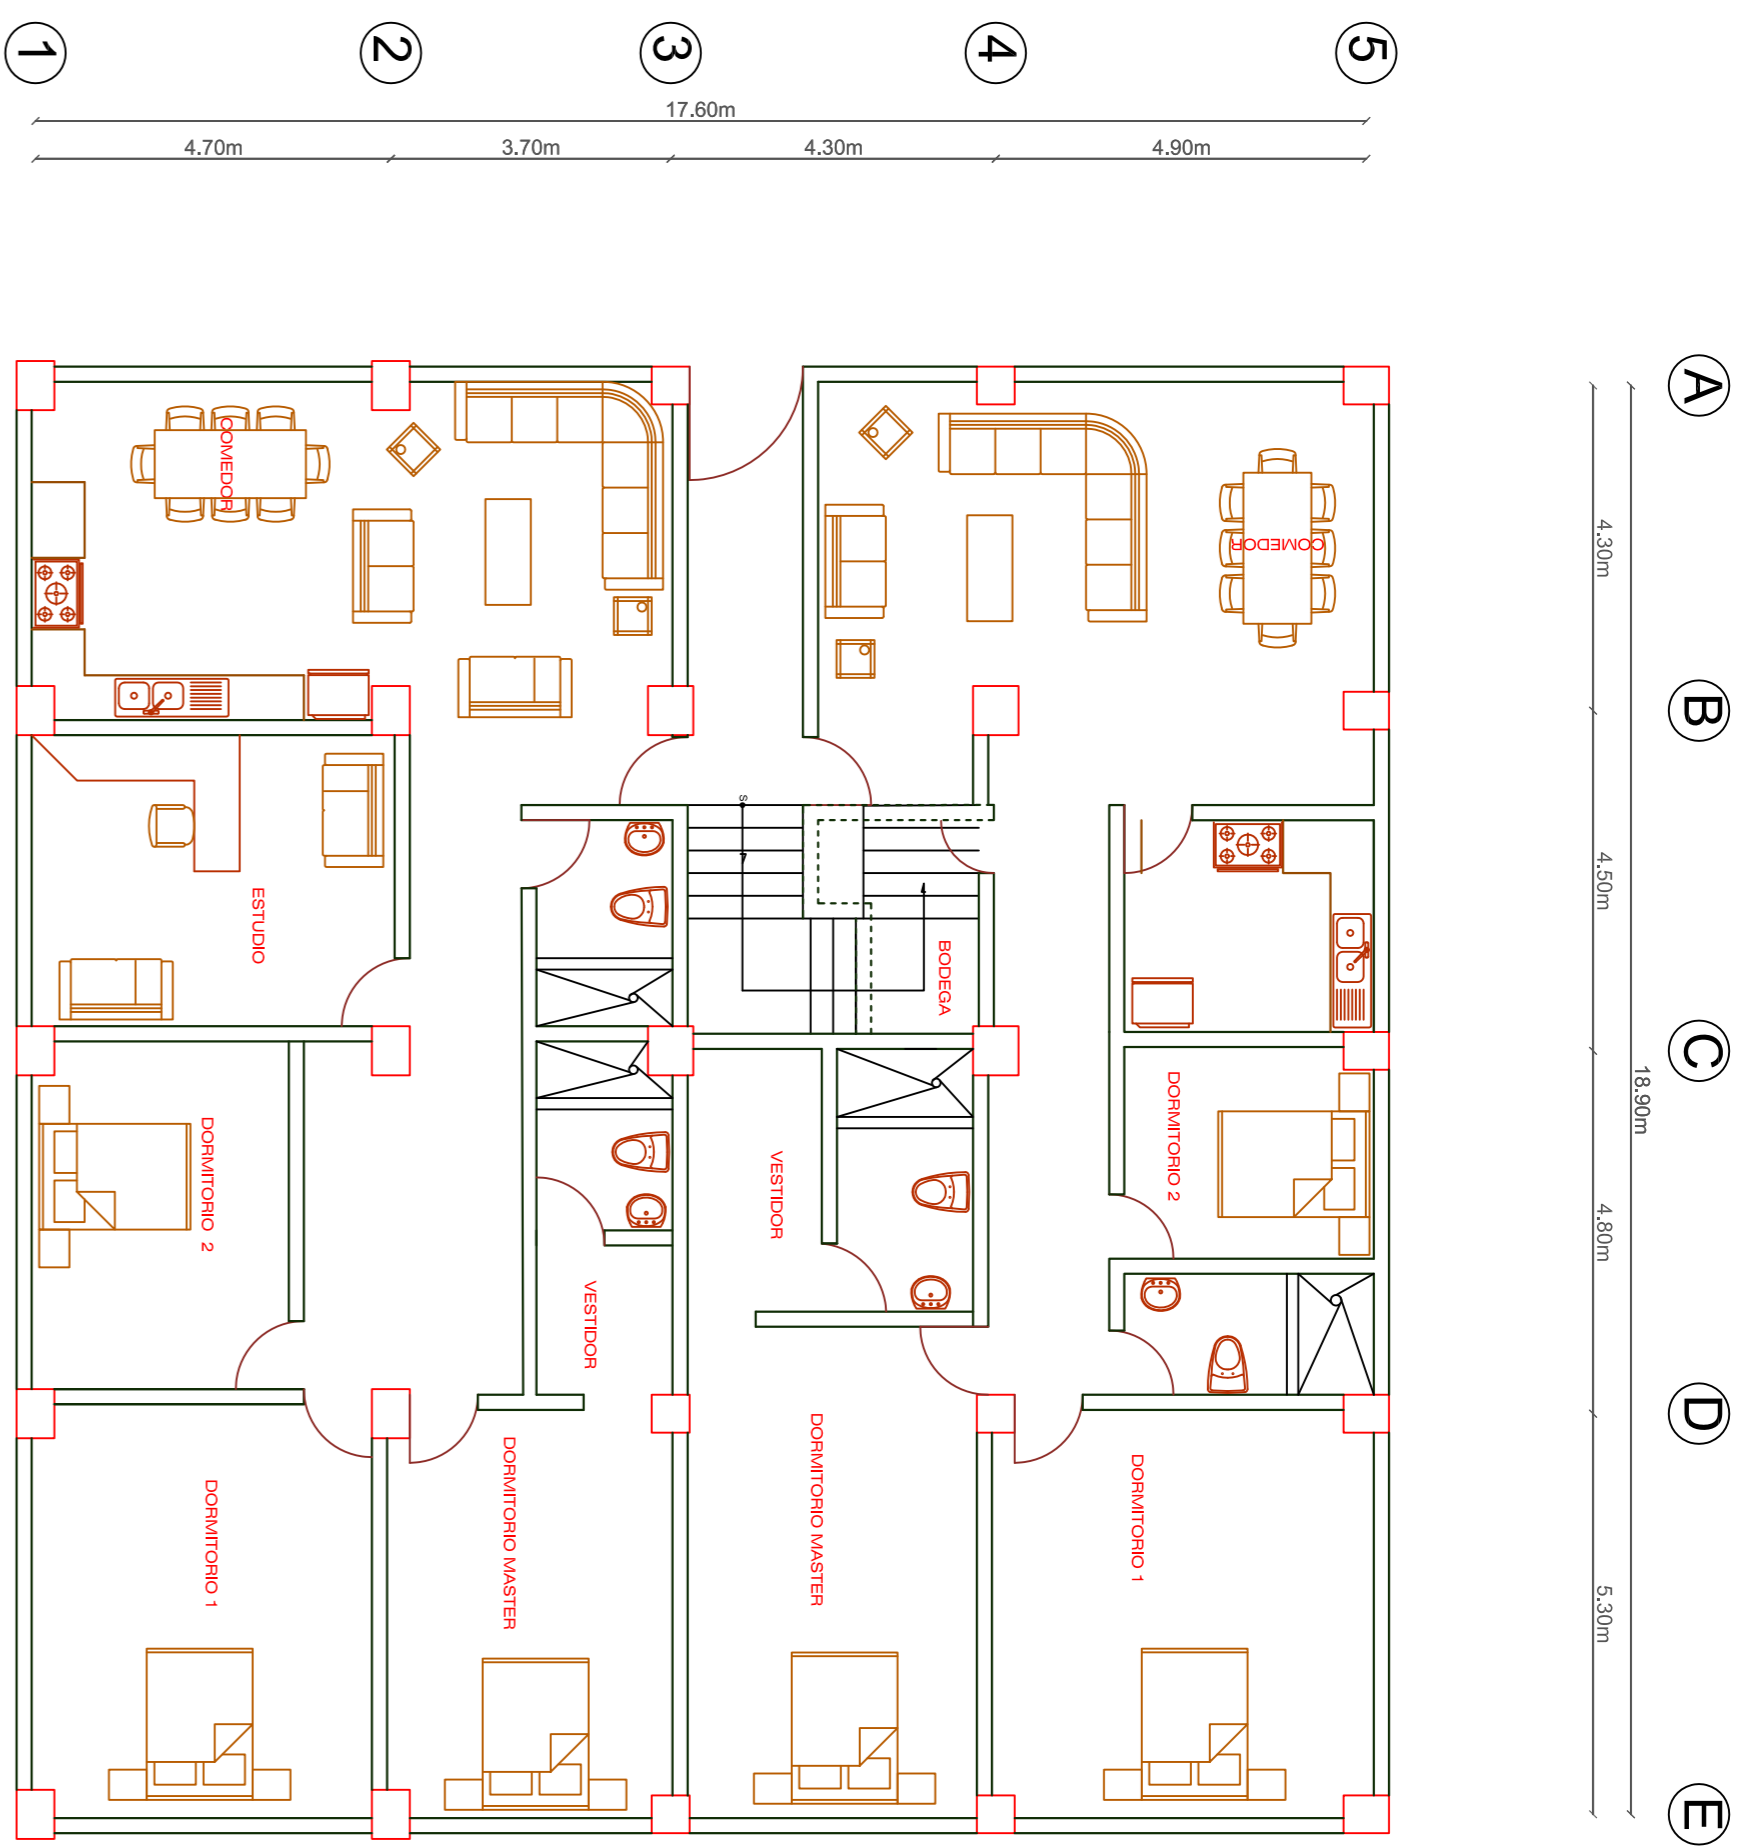 1
2
3
4
5
17.60m
4.70m
3.70m
4.30m
4.90m
A
B
C
D
E
18.90m
4.30m
4.50m
4.80m
5.30m
COMEDOR
COMEDOR
S
ESTUDIO
BODEGA
DORMITORIO 2
VESTIDOR
DORMITORIO 2
VESTIDOR
DORMITORIO 1
DORMITORIO MASTER
DORMITORIO MASTER
DORMITORIO 1